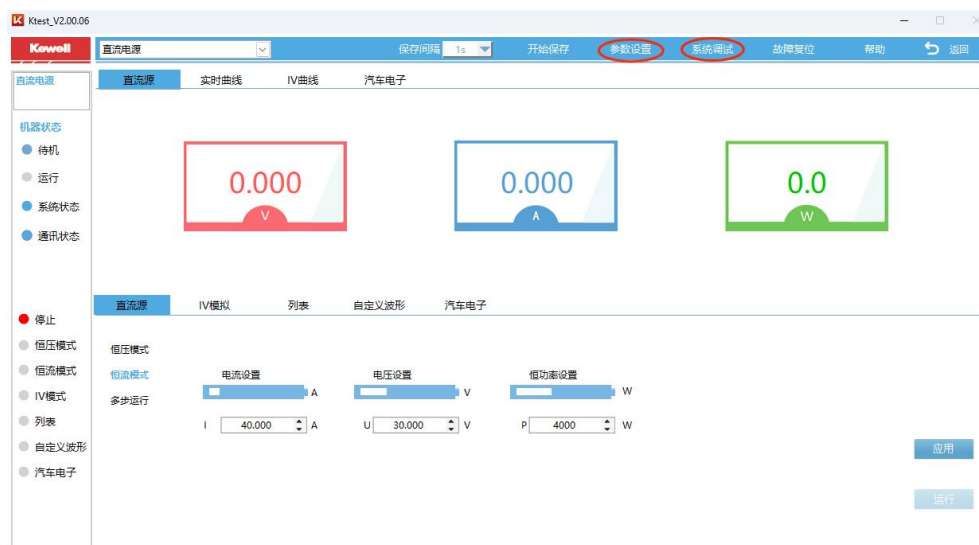 Ktest_V2.00.06
Kewell 直流电源 保存间隔 1s 开始保存 参数设置 系统调试 故障复位 帮助 返回
直流电源 直流源 实时曲线 IV曲线 汽车电子
机器状态
待机
运行
系统状态
通讯状态
0.000 0.000 0.0
V A W
直流源 IV模拟 列表 自定义波形 汽车电子
停止
恒压模式
恒流模式
IV模式
列表
自定义波形
汽车电子
恒压模式
恒流模式
多步运行
电流设置 电压设置 恒功率设置
A V W
I 40.000 A U 30.000 V P 4000 W
应用
运行